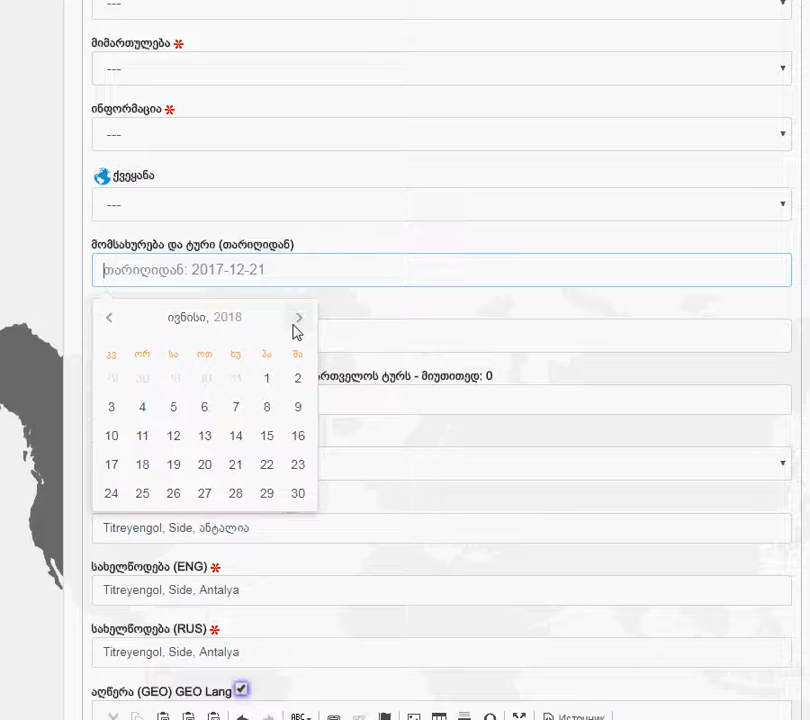 ---
მიმართულება *
---
ინფორმაცია *
---
ქვეყანა
---
მომსახურება და ტური (თარიღიდან)
თარიღიდან: 2017-12-21
ივნისი, 2018
კვ ორ სა ოთ ხუ პა შა
29 30 31 1 2
3 4 5 6 7 8 9
10 11 12 13 14 15 16
17 18 19 20 21 22 23
24 25 26 27 28 29 30
ართველოს ტურს - მიუთითედ: 0
Titreyengol, Side, ანტალია
სახელწოდება (ENG) *
Titreyengol, Side, Antalya
სახელწოდება (RUS) *
Titreyengol, Side, Antalya
აღწერა (GEO) GEO Lang
ABC
Источник